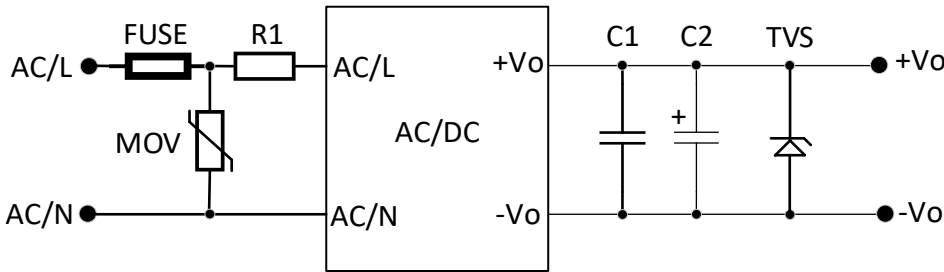 FUSE R1 C1 C2 TVS
AC/L AC/L +Vo +Vo
+
MOV AC/DC
AC/N AC/N -Vo -Vo